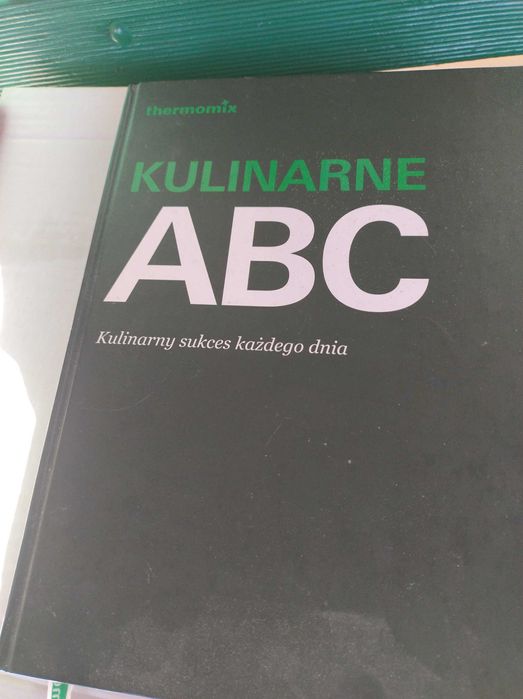 thermomix
KULINARNE
ABC
Kulinarny sukces każdego dnia